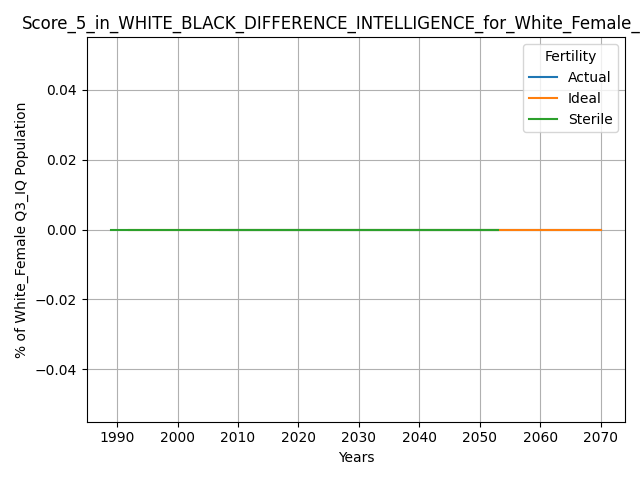 Score_5_in_WHITE_BLACK_DIFFERENCE_INTELLIGENCE_for_White_Female_
Fertility
Actual
Ideal
Sterile
% of White_Female Q3_IQ Population
0.04
0.02
0.00
−0.02
−0.04
1990 2000 2010 2020 2030 2040 2050 2060 2070
Years